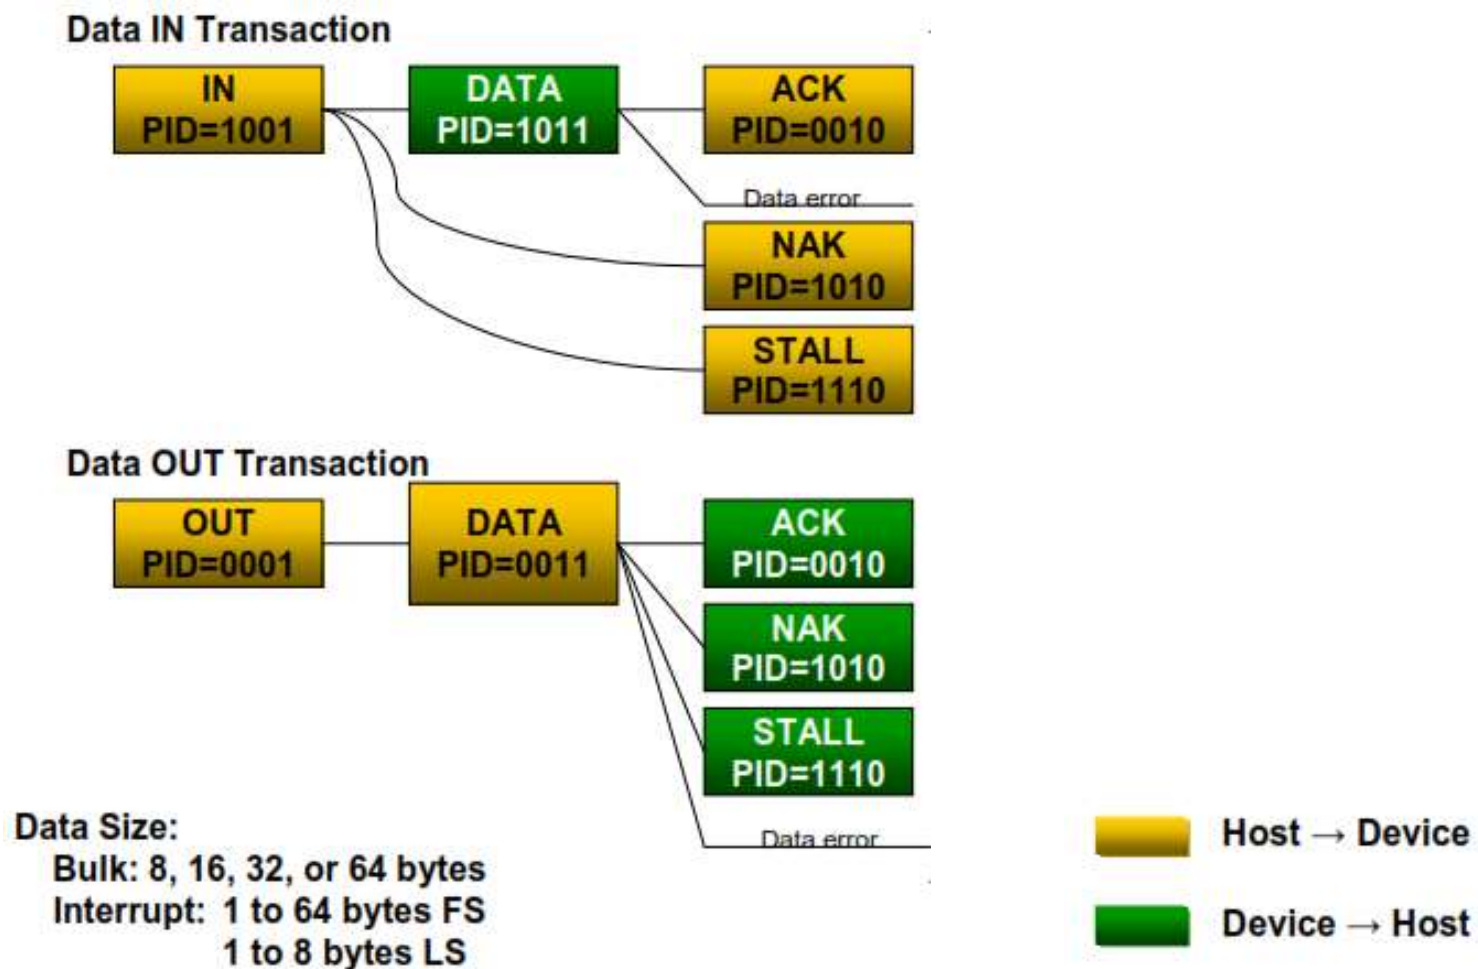 Data IN Transaction
IN
PID=1001
DATA
PID=1011
ACK
PID=0010
Data error
NAK
PID=1010
STALL
PID=1110
Data OUT Transaction
OUT
PID=0001
DATA
PID=0011
ACK
PID=0010
NAK
PID=1010
STALL
PID=1110
Data error
Data Size:
Bulk: 8, 16, 32, or 64 bytes
Interrupt: 1 to 64 bytes FS
1 to 8 bytes LS
Host → Device
Device → Host